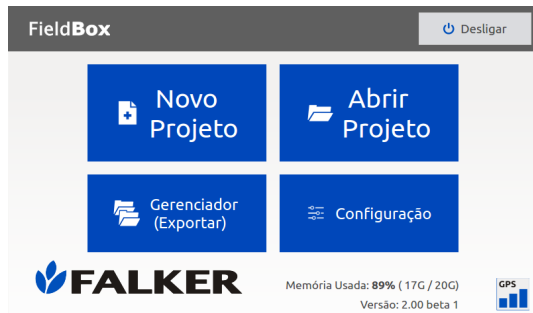 FieldBox
Desligar
Novo
Projeto
Abrir
Projeto
Gerenciador
(Exportar)
Configuração
FALKER
Memória Usada: 89% ( 17G / 20G)
Versão: 2.00 beta 1
GPS